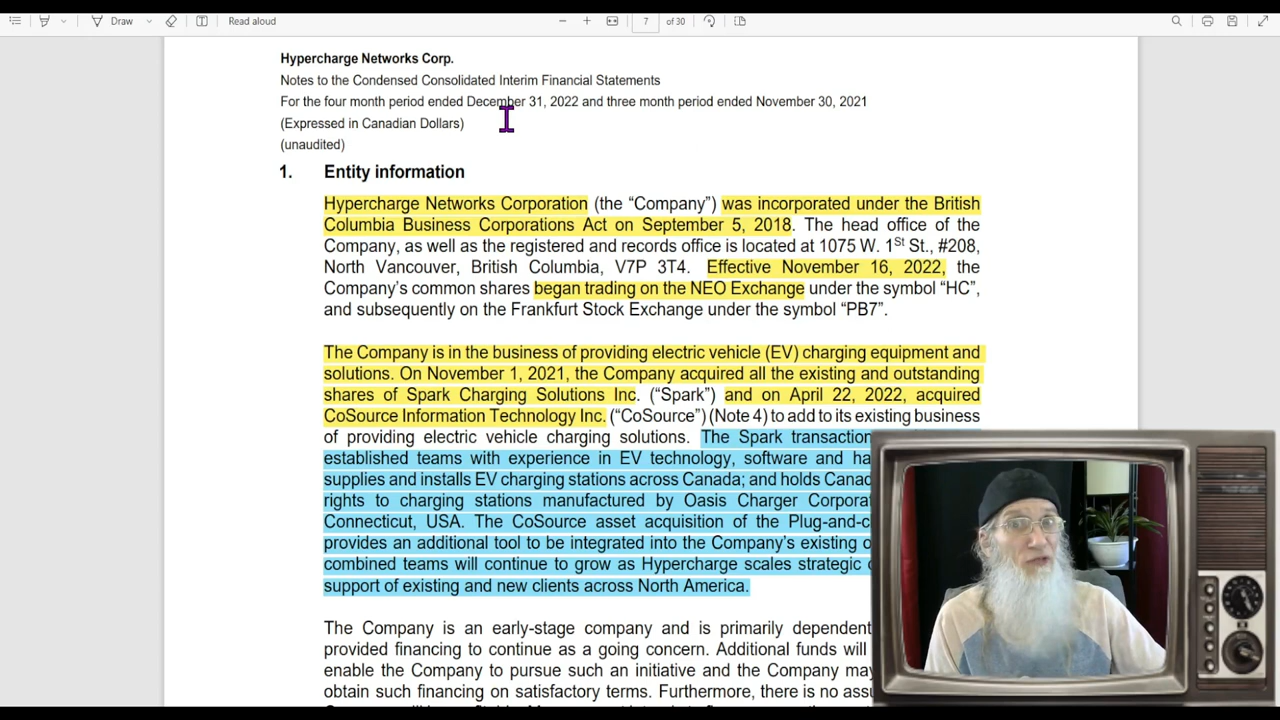 Draw
Read aloud
7 of 30
Hypercharge Networks Corp.
Notes to the Condensed Consolidated Interim Financial Statements
For the four month period ended December 31, 2022 and three month period ended November 30, 2021
(Expressed in Canadian Dollars)
(unaudited)
1. Entity information
Hypercharge Networks Corporation (the “Company”) was incorporated under the British
Columbia Business Corporations Act on September 5, 2018. The head office of the
Company, as well as the registered and records office is located at 1075 W. 1St St., #208,
North Vancouver, British Columbia, V7P 3T4. Effective November 16, 2022, the
Company’s common shares began trading on the NEO Exchange under the symbol “HC”,
and subsequently on the Frankfurt Stock Exchange under the symbol “PB7”.
The Company is in the business of providing electric vehicle (EV) charging equipment and
solutions. On November 1, 2021, the Company acquired all the existing and outstanding
shares of Spark Charging Solutions Inc. (“Spark”) and on April 22, 2022, acquired
CoSource Information Technology Inc. (“CoSource”) (Note 4) to add to its existing business
of providing electric vehicle charging solutions. The Spark transaction
established teams with experience in EV technology, software and ha
supplies and installs EV charging stations across Canada; and holds Canad
rights to charging stations manufactured by Oasis Charger Corporat
Connecticut, USA. The CoSource asset acquisition of the Plug-and-c
provides an additional tool to be integrated into the Company’s existing o
combined teams will continue to grow as Hypercharge scales strategic
support of existing and new clients across North America.
The Company is an early-stage company and is primarily dependent
provided financing to continue as a going concern. Additional funds will
enable the Company to pursue such an initiative and the Company may
obtain such financing on satisfactory terms. Furthermore, there is no assu